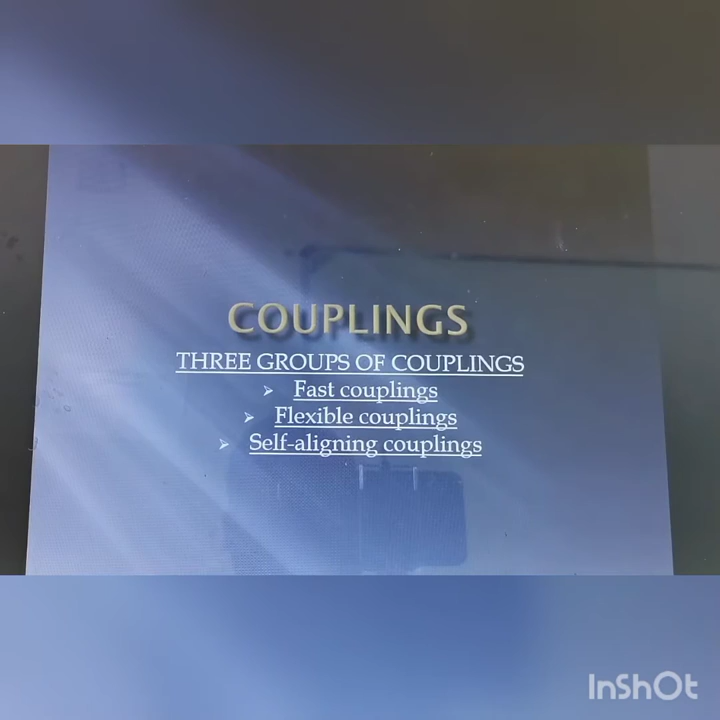 COUPLINGS
THREE GROUPS OF COUPLINGS
➢ Fast couplings
➢ Flexible couplings
➢ Self-aligning couplings
InShOt